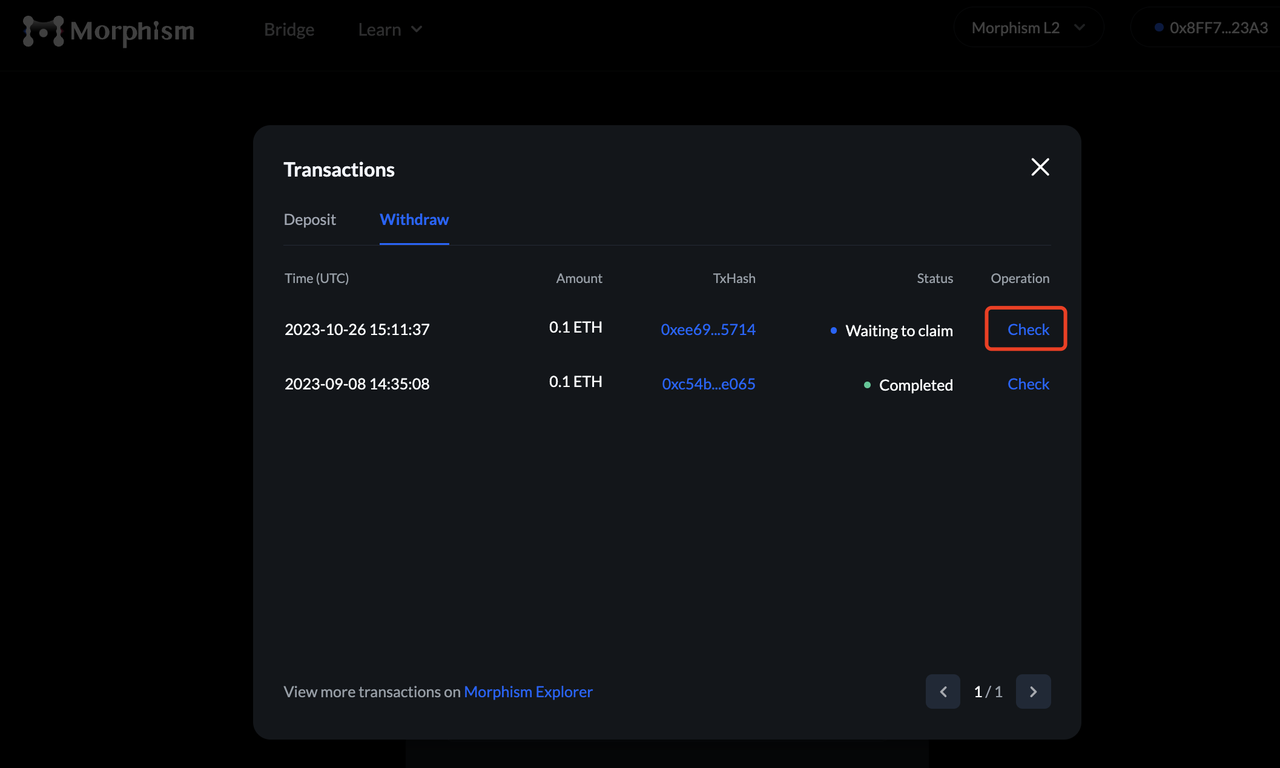 Morphism Bridge Learn Morphism L2 0x8FF7...23A3
Transactions
Deposit Withdraw
Time (UTC) Amount TxHash Status Operation
2023-10-26 15:11:37 0.1 ETH 0xee69...5714 Waiting to claim Check
2023-09-08 14:35:08 0.1 ETH 0xc54b...e065 Completed Check
View more transactions on Morphism Explorer 1 / 1